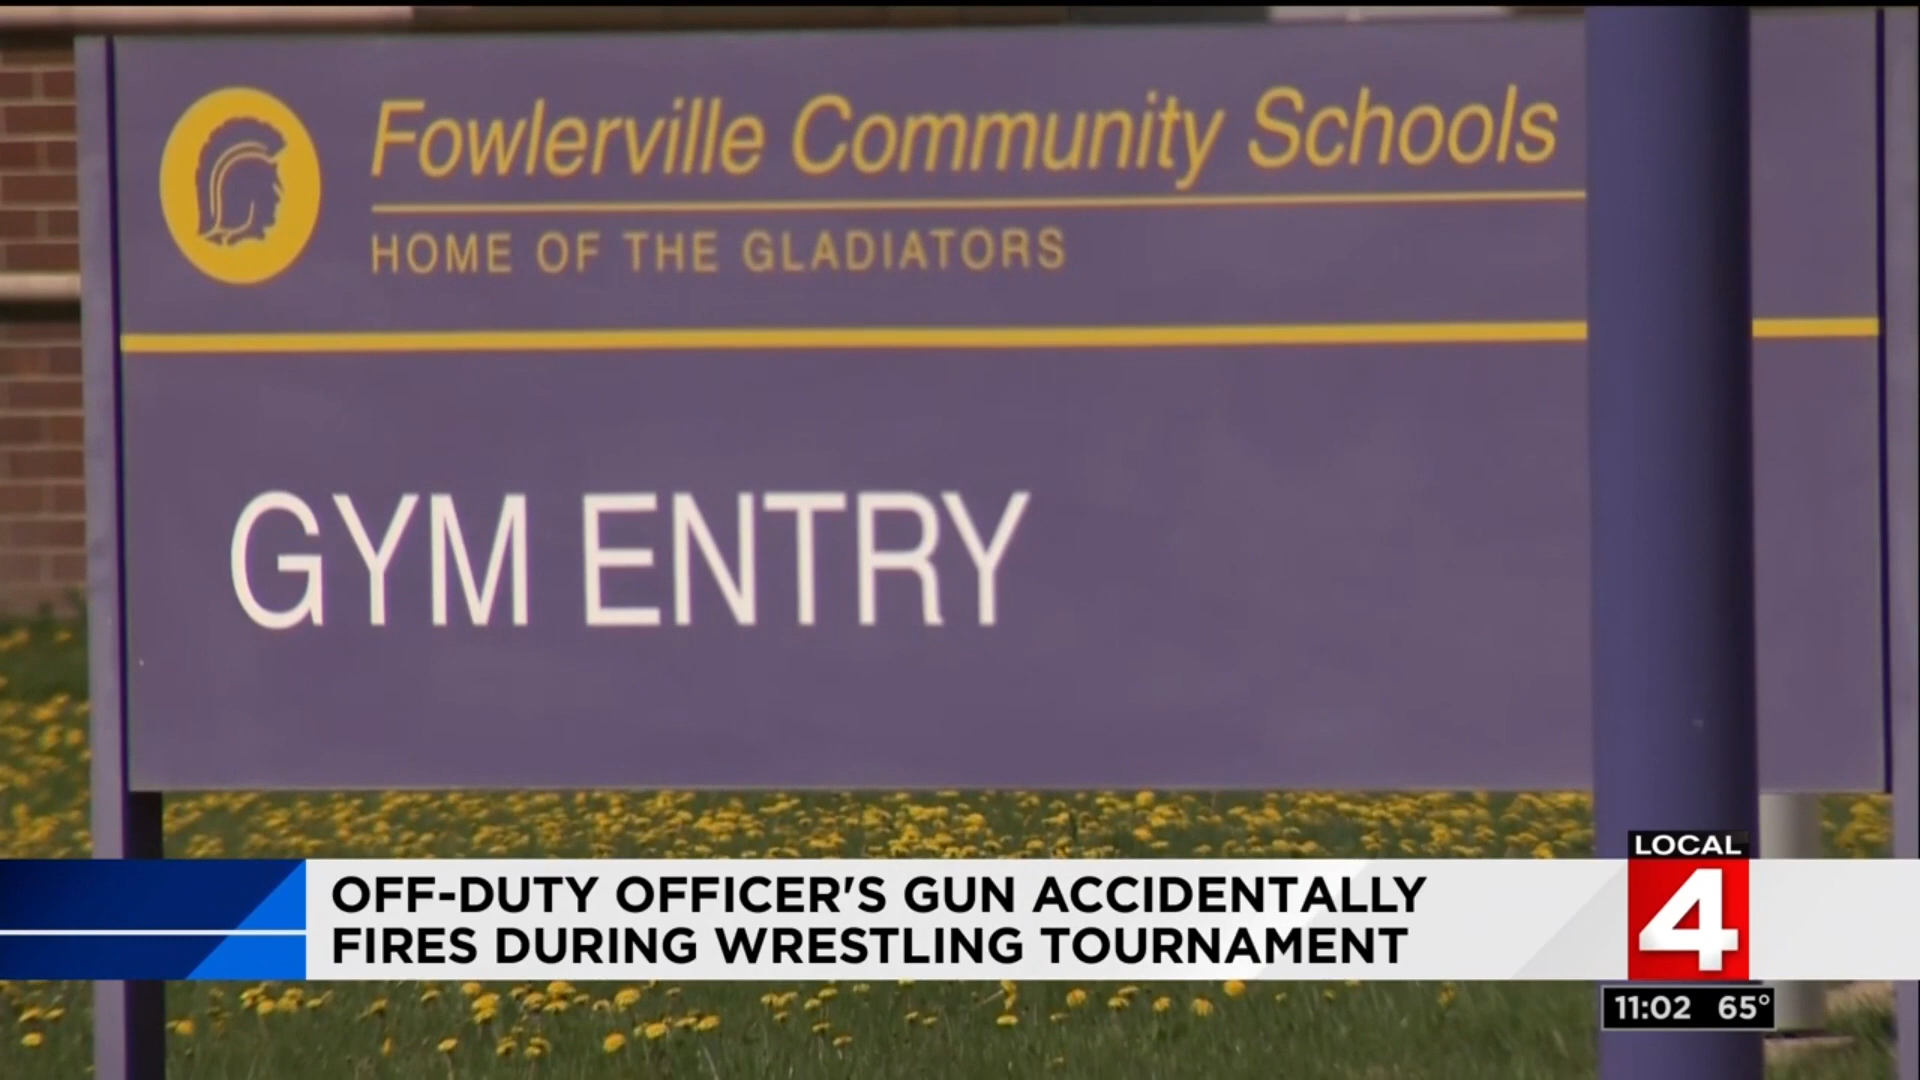 Fowlerville Community Schools
HOME OF THE GLADIATORS
GYM ENTRY
OFF-DUTY OFFICER'S GUN ACCIDENTALLY
FIRES DURING WRESTLING TOURNAMENT
LOCAL
4
11:02 65°